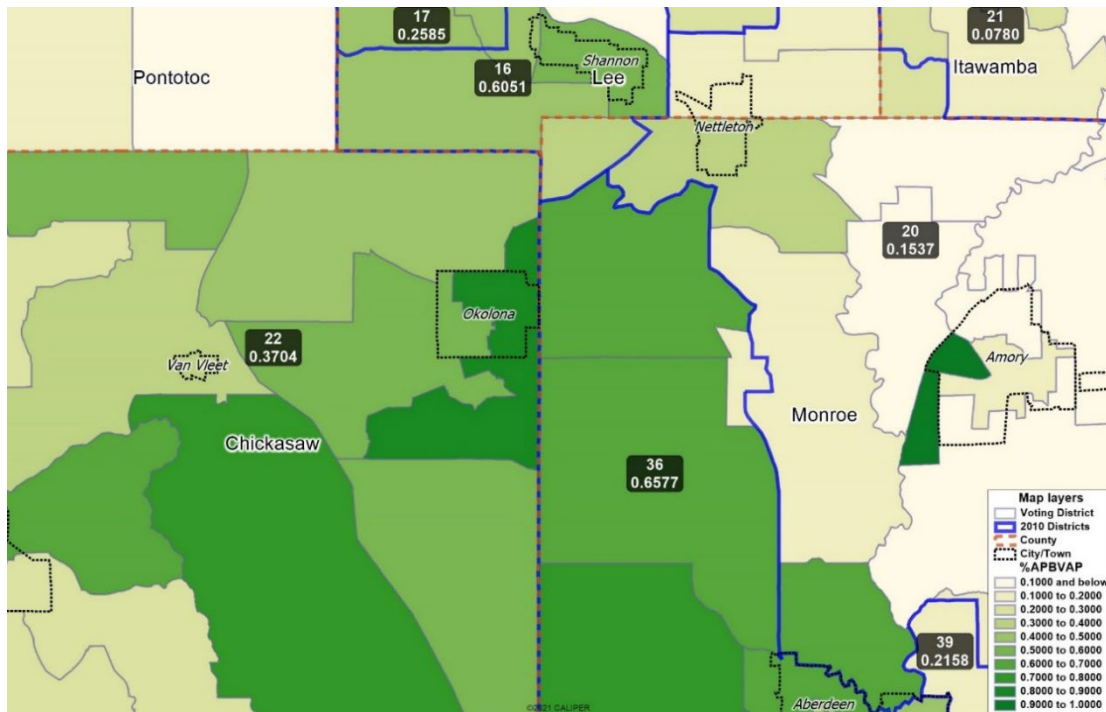 17
0.2585
21
0.0780
16
0.6051
Shannon
Lee
Pontotoc
Itawamba
Nettleton
20
0.1537
Okolona
22
0.3704
Van Vleet
Amory
Monroe
Chickasaw
36
0.6577
39
0.2158
Aberdeen
©2021 CALIPER
Map layers
Voting District
2010 Districts
County
City/Town
%APBVAP
0.1000 and below
0.1000 to 0.2000
0.2000 to 0.3000
0.3000 to 0.4000
0.4000 to 0.5000
0.5000 to 0.6000
0.6000 to 0.7000
0.7000 to 0.8000
0.8000 to 0.9000
0.9000 to 1.0000